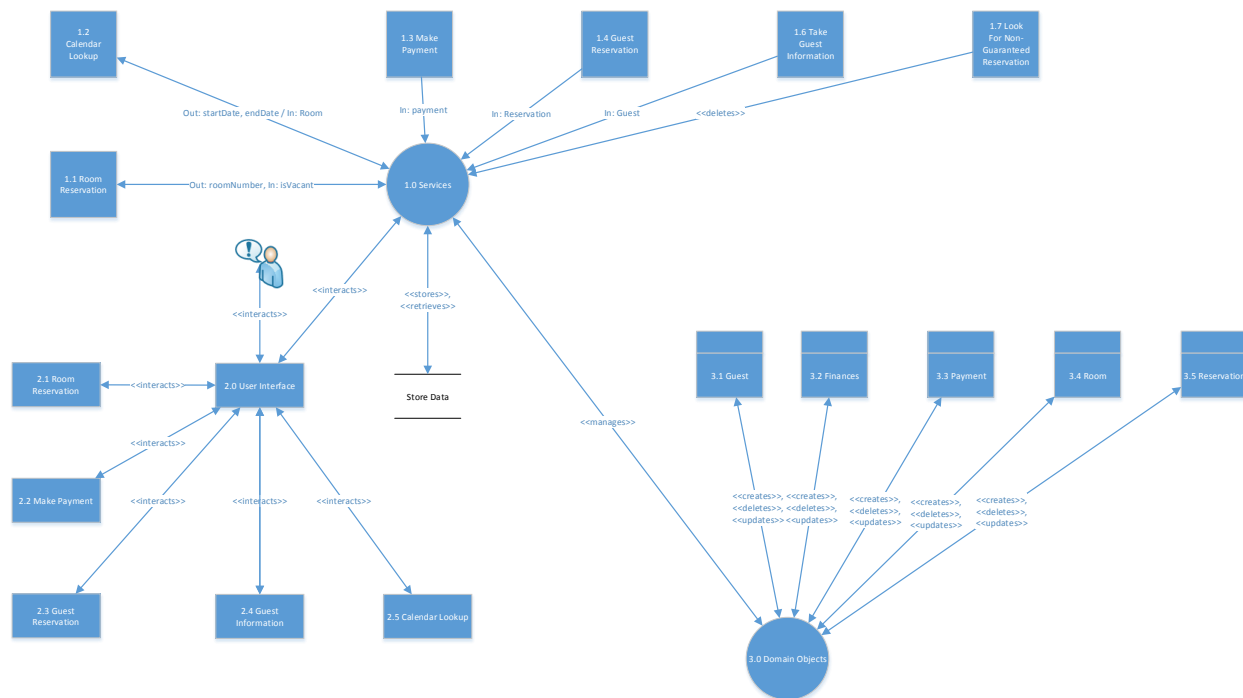 1.2
Calendar
Lookup
1.3 Make
Payment
1.4 Guest
Reservation
1.6 Take
Guest
Information
1.7 Look
For Non-
Guaranteed
Reservation
Out: startDate, endDate / In: Room
In: payment
In: Reservation
In: Guest
<<deletes>>
1.1 Room
Reservation
Out: roomNumber, In: isVacant
1.0 Services
!
<<interacts>>
<<interacts>>
<<stores>>,
<<retrieves>>
2.1 Room
Reservation
<<interacts>>
2.0 User Interface
Store Data
3.1 Guest
3.2 Finances
3.3 Payment
3.4 Room
3.5 Reservation
<<manages>>
<<interacts>>
2.2 Make Payment
<<interacts>>
<<interacts>>
<<interacts>>
<<creates>>,
<<deletes>>,
<<updates>>
<<creates>>,
<<deletes>>,
<<updates>>
<<creates>>,
<<deletes>>,
<<updates>>
<<creates>>,
<<deletes>>,
<<updates>>
<<creates>>,
<<deletes>>,
<<updates>>
2.3 Guest
Reservation
2.4 Guest
Information
2.5 Calendar Lookup
3.0 Domain Objects